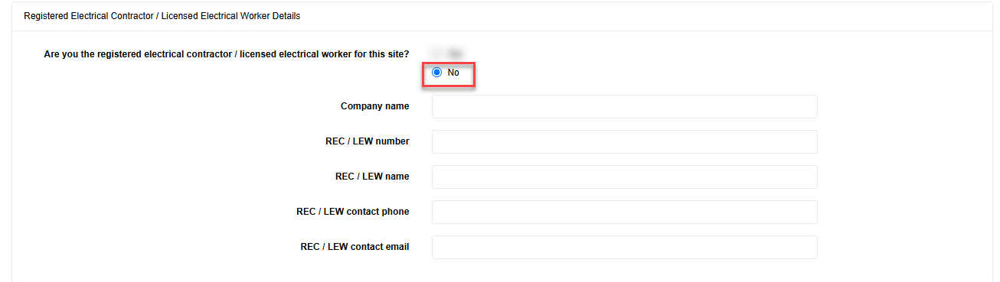 Registered Electrical Contractor / Licensed Electrical Worker Details
Are you the registered electrical contractor / licensed electrical worker for this site?
No
Company name
REC / LEW number
REC / LEW name
REC / LEW contact phone
REC / LEW contact email